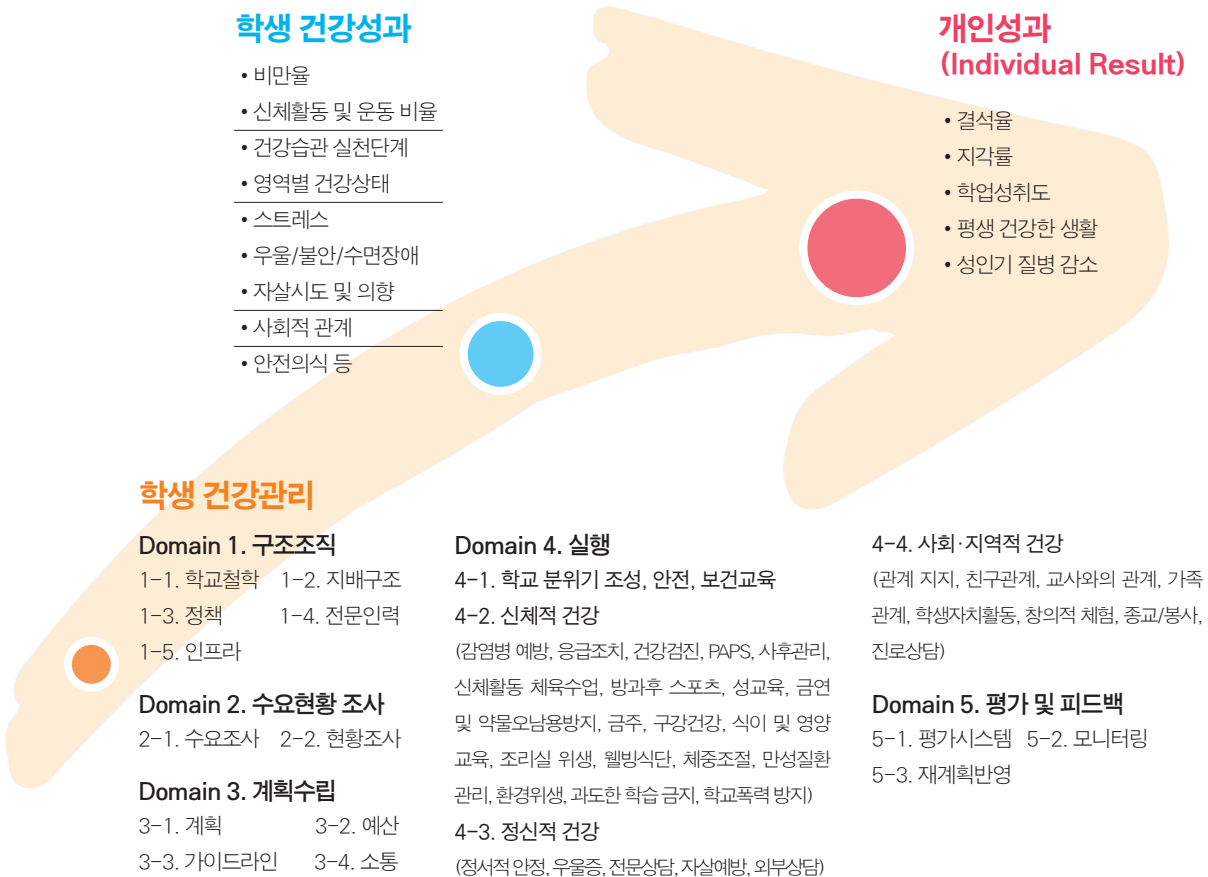 학생 건강성과
• 비만율
• 신체활동 및 운동 비율
• 건강습관 실천단계
• 영역별 건강상태
• 스트레스
• 우울/불안/수면장애
• 자살시도 및 의향
• 사회적 관계
• 안전의식 등
개인성과
(Individual Result)
• 결석율
• 지각률
• 학업성취도
• 평생 건강한 생활
• 성인기 질병 감소
학생 건강관리
Domain 1. 구조조직
1-1. 학교철학 1-2. 지배구조
1-3. 정책 1-4. 전문인력
1-5. 인프라
Domain 2. 수요현황 조사
2-1. 수요조사 2-2. 현황조사
Domain 3. 계획수립
3-1. 계획 3-2. 예산
3-3. 가이드라인 3-4. 소통
Domain 4. 실행
4-1. 학교 분위기 조성, 안전, 보건교육
4-2. 신체적 건강
(감염병 예방, 응급조치, 건강검진, PAPS, 사후관리,
신체활동 체육수업, 방과후 스포츠, 성교육, 금연
및 약물오남용방지, 금주, 구강건강, 식이 및 영양
교육, 조리실 위생, 웰빙식단, 체중조절, 만성질환
관리, 환경위생, 과도한 학습 금지, 학교폭력 방지)
4-3. 정신적 건강
(정서적 안정, 우울증, 전문상담, 자살예방, 외부상담)
4-4. 사회·지역적 건강
(관계 지지, 친구관계, 교사와의 관계, 가족
관계, 학생자치활동, 창의적 체험, 종교/봉사,
진로상담)
Domain 5. 평가 및 피드백
5-1. 평가시스템 5-2. 모니터링
5-3. 재계획반영